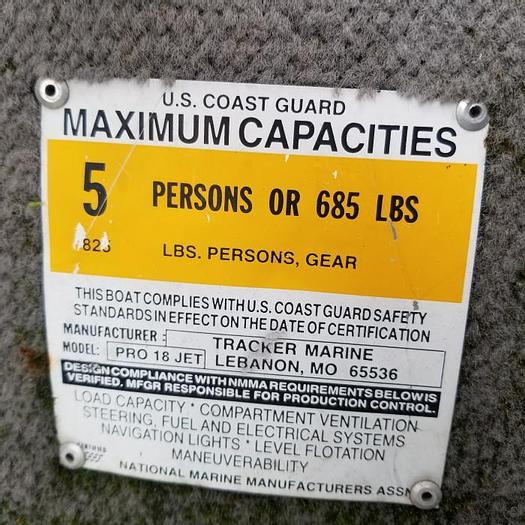 U.S. COAST GUARD
MAXIMUM CAPACITIES
5 PERSONS OR 685 LBS
823 LBS. PERSONS, GEAR
THIS BOAT COMPLIES WITH U.S. COAST GUARD SAFETY
STANDARDS IN EFFECT ON THE DATE OF CERTIFICATION
MANUFACTURER : TRACKER MARINE
MODEL: PRO 18 JET LEBANON, MO 65536
DESIGN COMPLIANCE WITH NMMA REQUIREMENTS BELOW IS
VERIFIED. MFGR RESPONSIBLE FOR PRODUCTION CONTROL.
LOAD CAPACITY • COMPARTMENT VENTILATION
STEERING, FUEL AND ELECTRICAL SYSTEMS
NAVIGATION LIGHTS • LEVEL FLOTATION
MANEUVERABILITY
NATIONAL MARINE MANUFACTURERS ASSN